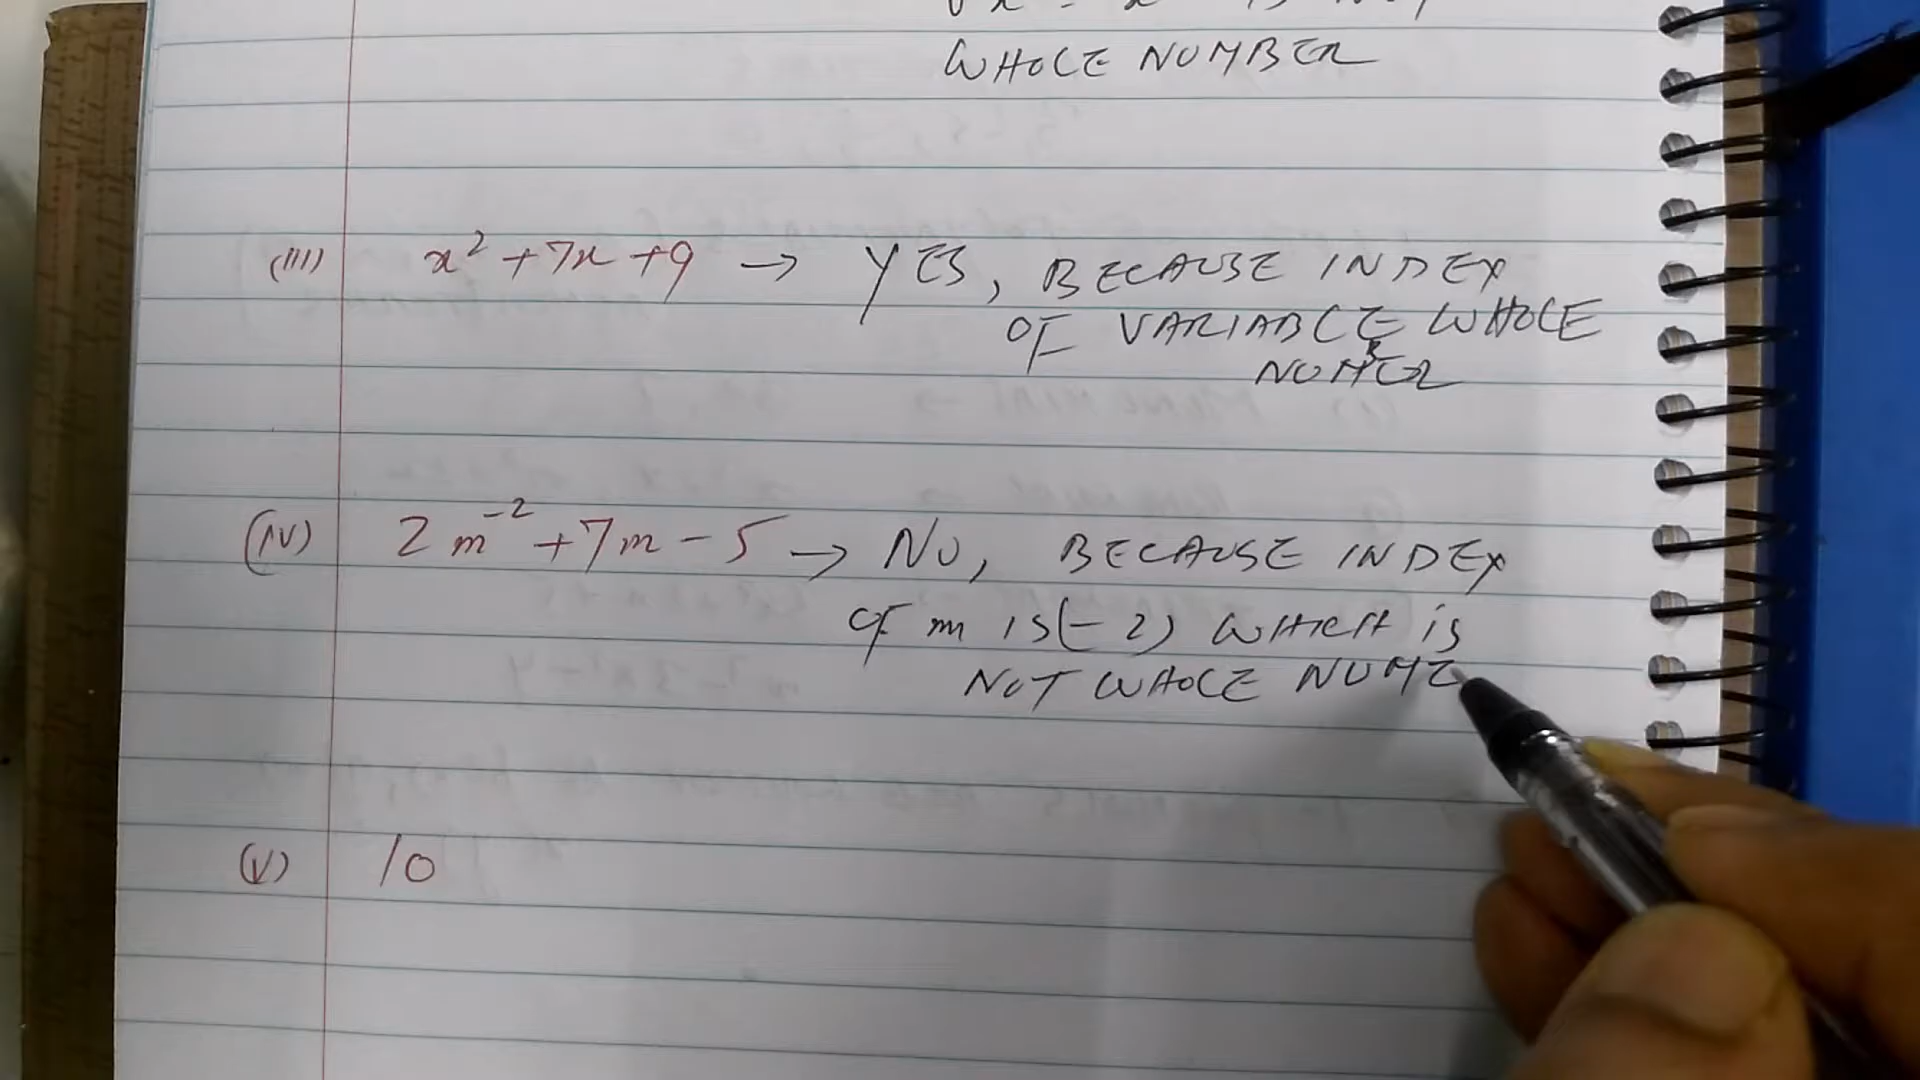 WHOLE NUMBER
(III) x² + 7x + 9 → YES, BECAUSE INDEX
OF VARIABLE WHOLE
NUMBER
(IV) 2m⁻² + 7m - 5 → NO, BECAUSE INDEX
OF m is (-2) WHICH is
NOT WHOLE NUM
(V) 10